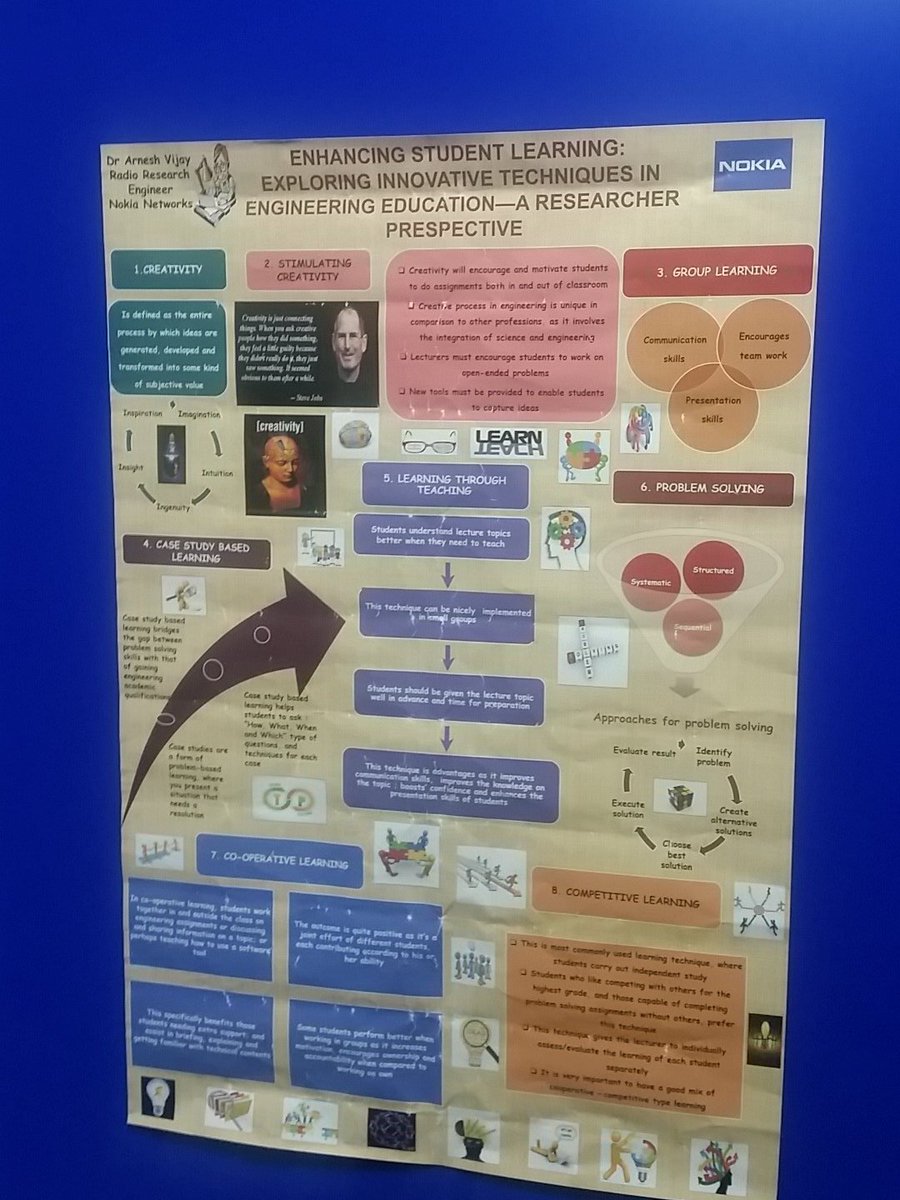 Dr Arnesh Vijay
Radio Research
Engineer
Nokia Networks
ENHANCING STUDENT LEARNING:
EXPLORING INNOVATIVE TECHNIQUES IN
ENGINEERING EDUCATION—A RESEARCHER
PRESPECTIVE
NOKIA
1.CREATIVITY
Is defined as the entire
process by which ideas are
generated, developed and
transformed into some kind
of subjective value
Inspiration
Imagination
Intuition
Ingenuity
Insight
2. STIMULATING
CREATIVITY
Creativity is just connecting
things. When you ask creative
people how they did something,
they feel a little guilty because
they didn't really do it, they just
saw something. It seemed
obvious to them after a while.
— Steve Jobs
[creativity]
❑ Creativity will encourage and motivate students
to do assignments both in and out of classroom
❑ Creative process in engineering is unique in
comparison to other professions, as it involves
the integration of science and engineering
❑ Lecturers must encourage students to work on
open-ended problems
❑ New tools must be provided to enable students
to capture ideas
LEARN
TEACH
3. GROUP LEARNING
Communication
skills
Encourages
team work
Presentation
skills
4. CASE STUDY BASED
LEARNING
Case study based
learning bridges
the gap between
problem solving
skills with that
of gaining
engineering
academic
qualifications
Case studies are
a form of
problem-based
learning, where
you present a
situation that
needs a
resolution
Case study based
learning helps
students to ask :
"How, What, When
and Which" type of
questions, and
techniques for each
case
T P
5. LEARNING THROUGH
TEACHING
Students understand lecture topics
better when they need to teach
This technique can be nicely implemented
in small groups
Students should be given the lecture topic
well in advance and time for preparation
This technique is advantages as it improves
communication skills, improves the knowledge on
the topic ; boosts confidence and enhances the
presentation skills of students
6. PROBLEM SOLVING
Systematic
Structured
Sequential
Approaches for problem solving
Identify
problem
Create
alternative
solutions
Choose
best
solution
Execute
solution
Evaluate result
7. CO-OPERATIVE LEARNING
In co-operative learning, students work
together in and outside the class on
engineering assignments or discussing
and sharing information on a topic; or
perhaps teaching how to use a software
tool
The outcome is quite positive as it's a
joint effort of different students,
each contributing according to his or
her ability
This specifically benefits those
students needing extra support, and
assist in briefing, explaining and
getting familiar with technical contents
Some students perform better when
working in groups as it increases
motivation, encourages ownership and
accountability when compared to
working on own
8. COMPETITIVE LEARNING
❑ This is most commonly used learning technique, where
students carry out independent study
❑ Students who like competing with others for the
highest grade, and those capable of completing
problem solving assignments without others, prefer
this technique
❑ This technique gives the lecturer to individually
assess/evaluate the learning of each student
separately
❑ It is very important to have a good mix of
cooperative – competitive type learning